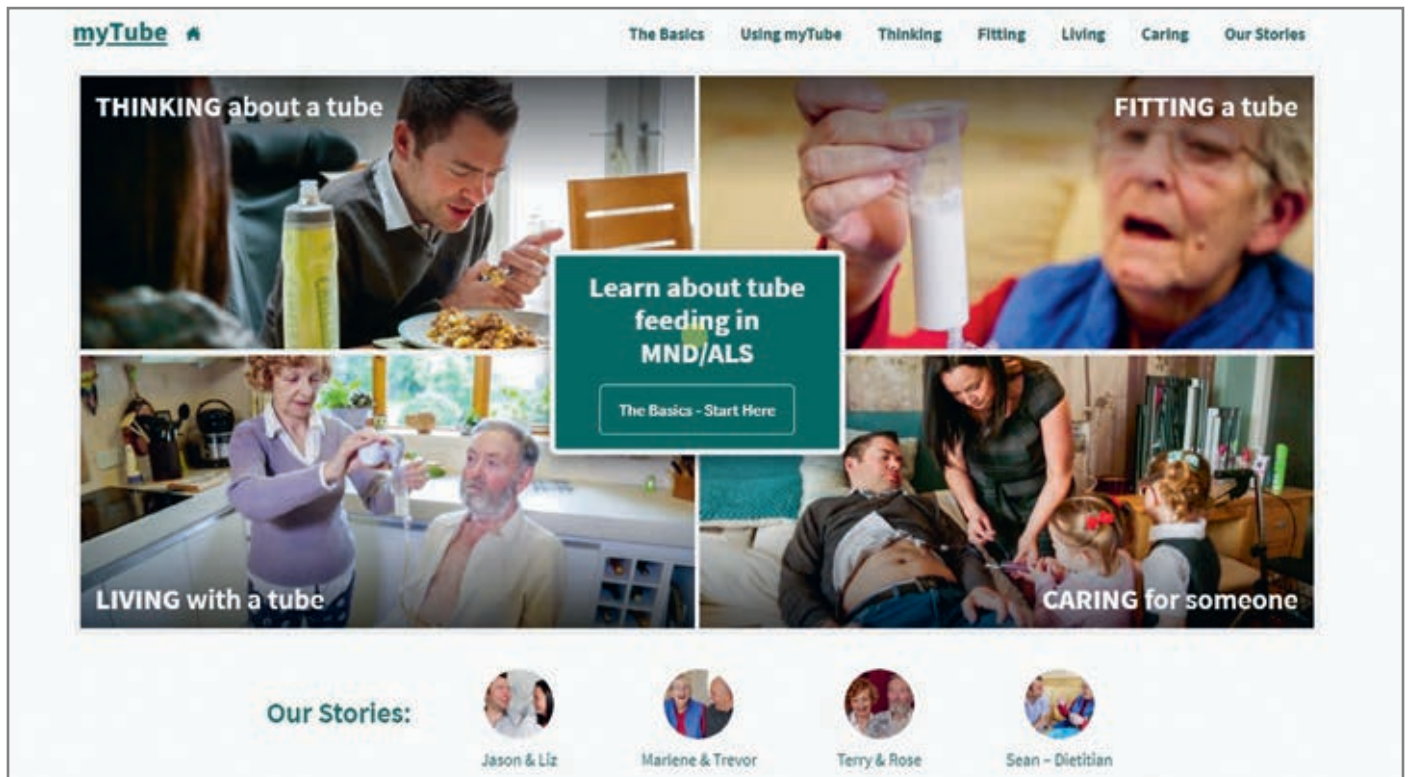 myTube
The Basics Using myTube Thinking Fitting Living Caring Our Stories
THINKING about a tube
FITTING a tube
Learn about tube
feeding in
MND/ALS
The Basics - Start Here
LIVING with a tube
CARING for someone
Our Stories:
Jason & Liz
Marlene & Trevor
Terry & Rose
Sean – Dietitian